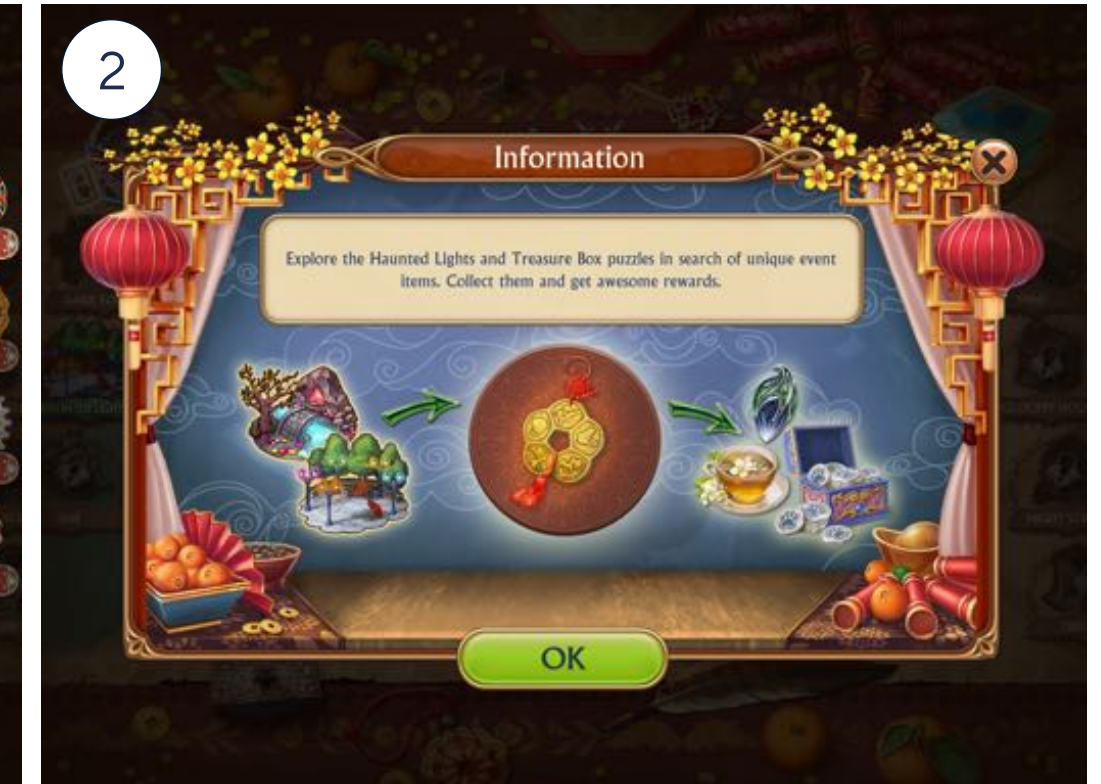 2
Information
Explore the Haunted Lights and Treasure Box puzzles in search of unique event
items. Collect them and get awesome rewards.
OK